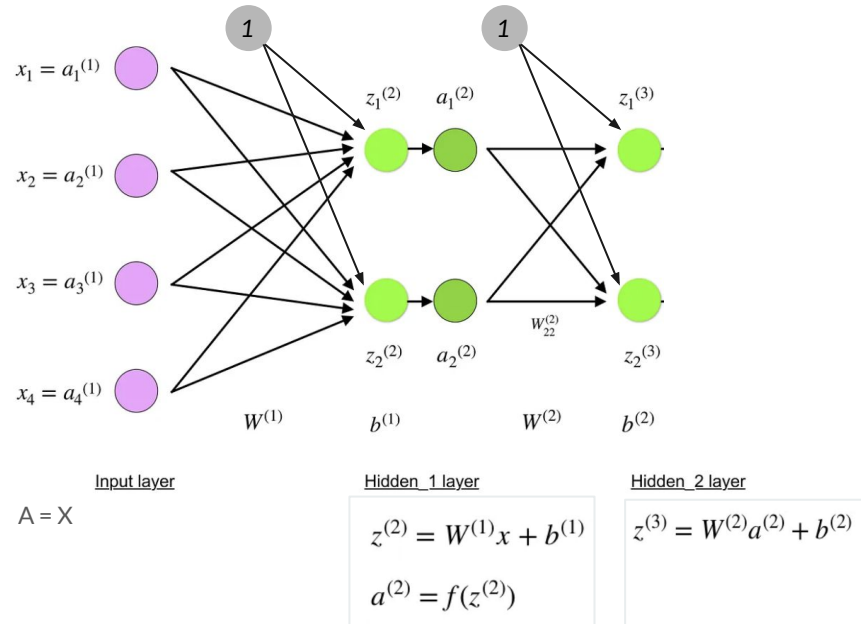 1 1
x₁ = a₁⁽¹⁾
z₁⁽²⁾ a₁⁽²⁾ z₁⁽³⁾
x₂ = a₂⁽¹⁾
x₃ = a₃⁽¹⁾
W₂₂⁽²⁾
z₂⁽²⁾ a₂⁽²⁾ z₂⁽³⁾
x₄ = a₄⁽¹⁾
W⁽¹⁾ b⁽¹⁾ W⁽²⁾ b⁽²⁾
Input layer Hidden_1 layer Hidden_2 layer
A = X
z⁽²⁾ = W⁽¹⁾x + b⁽¹⁾ z⁽³⁾ = W⁽²⁾a⁽²⁾ + b⁽²⁾
a⁽²⁾ = f(z⁽²⁾)